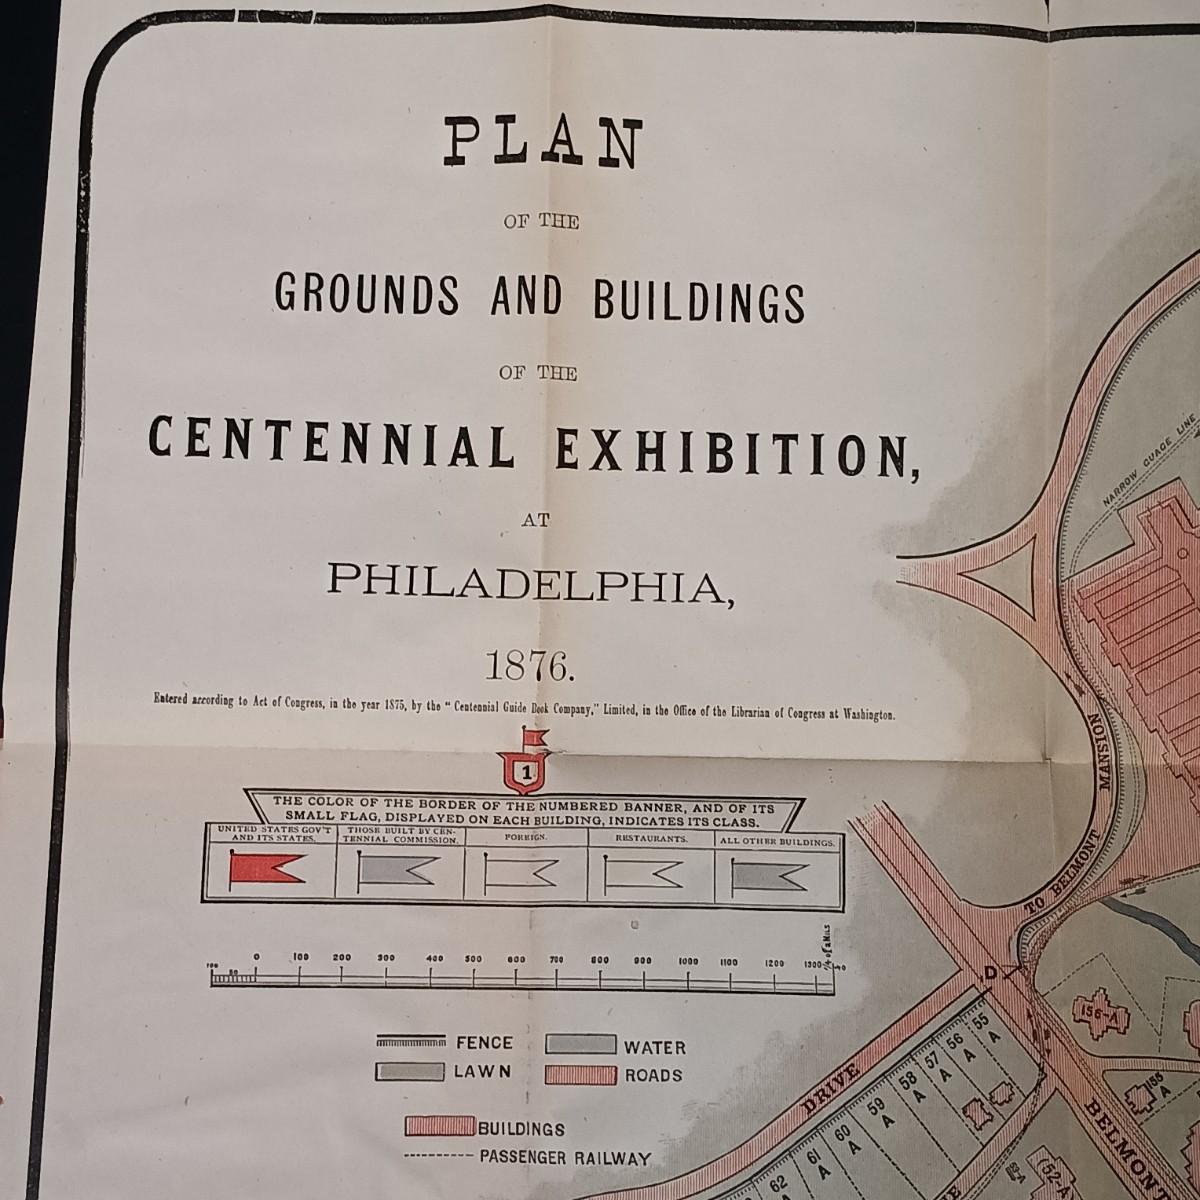 PLAN
OF THE
GROUNDS AND BUILDINGS
OF THE
CENTENNIAL EXHIBITION,
AT
PHILADELPHIA,
1876.
Entered according to Act of Congress, in the year 1875, by the "Centennial Guide Book Company," Limited, in the Office of the Librarian of Congress at Washington.
1
THE COLOR OF THE BORDER OF THE NUMBERED BANNER, AND OF ITS
SMALL FLAG, DISPLAYED ON EACH BUILDING, INDICATES ITS CLASS.
UNITED STATES GOV'T
AND ITS STATES.
THOSE BUILT BY CEN-
TENNIAL COMMISSION.
FOREIGN.
RESTAURANTS.
ALL OTHER BUILDINGS.
100 50 0 100 200 300 400 500 600 700 800 900 1000 1100 1200 1300
FENCE
WATER
LAWN
ROADS
BUILDINGS
PASSENGER RAILWAY
NARROW GUAGE LINE
TO BELMONT MANSION
D
DRIVE
BELMON
156-A
155
A
152-A
55
A
56
A
57
A
58
A
59
A
60
A
61
A
62
A